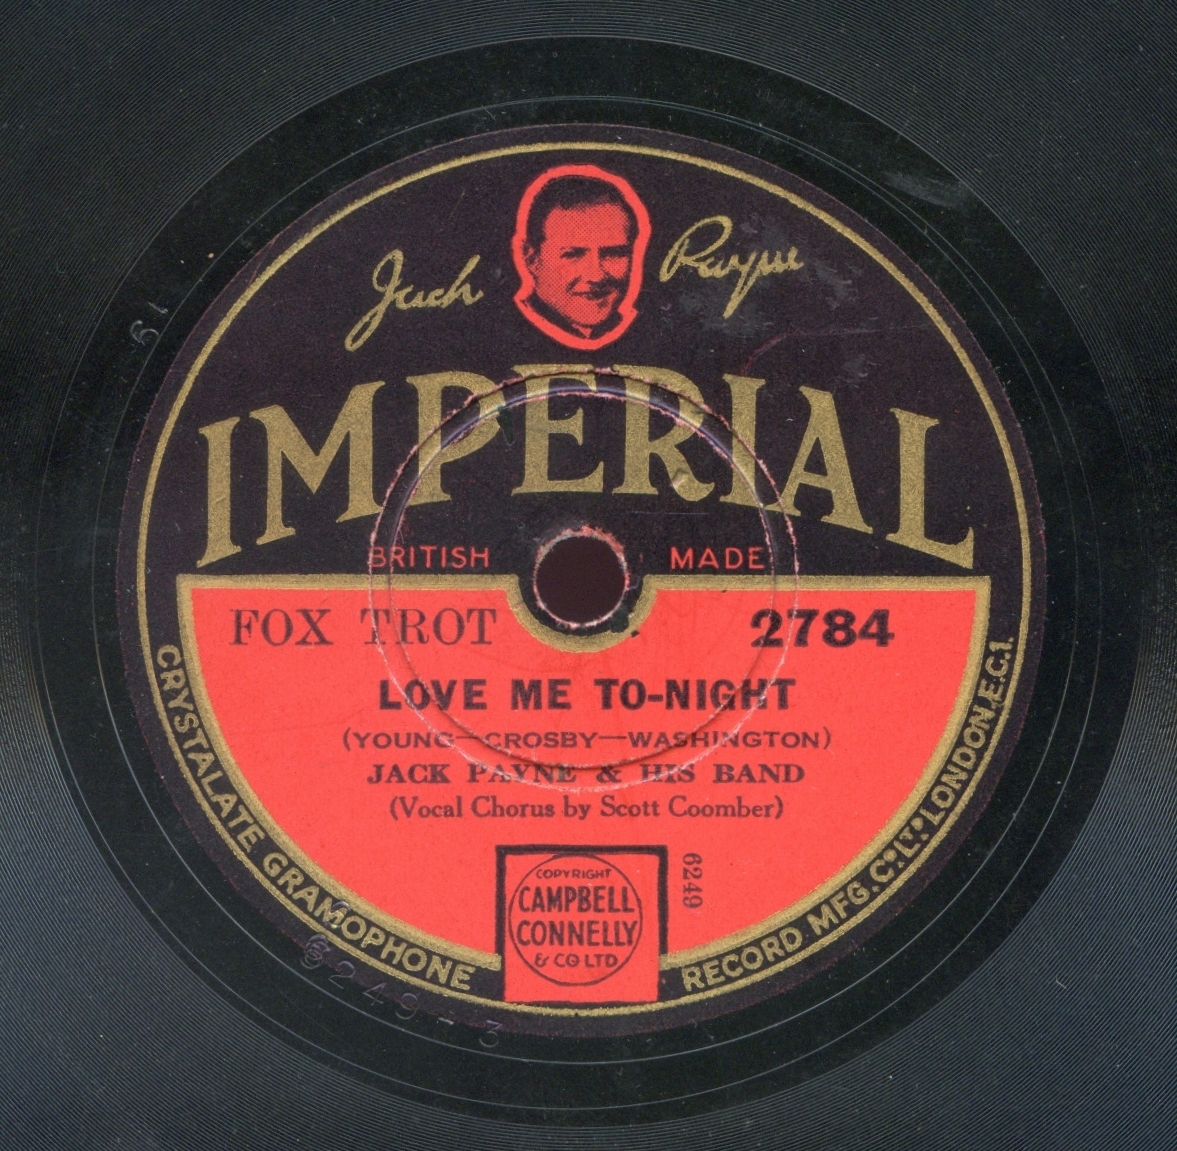 Jack Payne
IMPERIAL
BRITISH MADE
FOX TROT 2784
LOVE ME TO-NIGHT
(YOUNG—CROSBY—WASHINGTON)
JACK PAYNE & HIS BAND
(Vocal Chorus by Scott Coomber)
6249
COPYRIGHT
CAMPBELL
CONNELLY
& CO LTD
CRYSTALATE GRAMOPHONE RECORD MFG. CO. LTD. LONDON, E.C.1.
6249-3